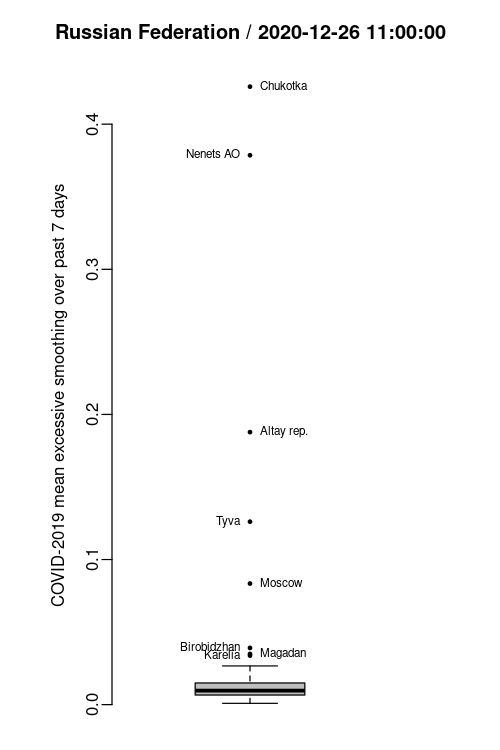 Russian Federation / 2020-12-26 11:00:00
Chukotka
0.4
Nenets AO
0.3
COVID-2019 mean excessive smoothing over past 7 days
0.2
Altay rep.
Tyva
0.1
Moscow
Birobidzhan
Karelia
Magadan
0.0